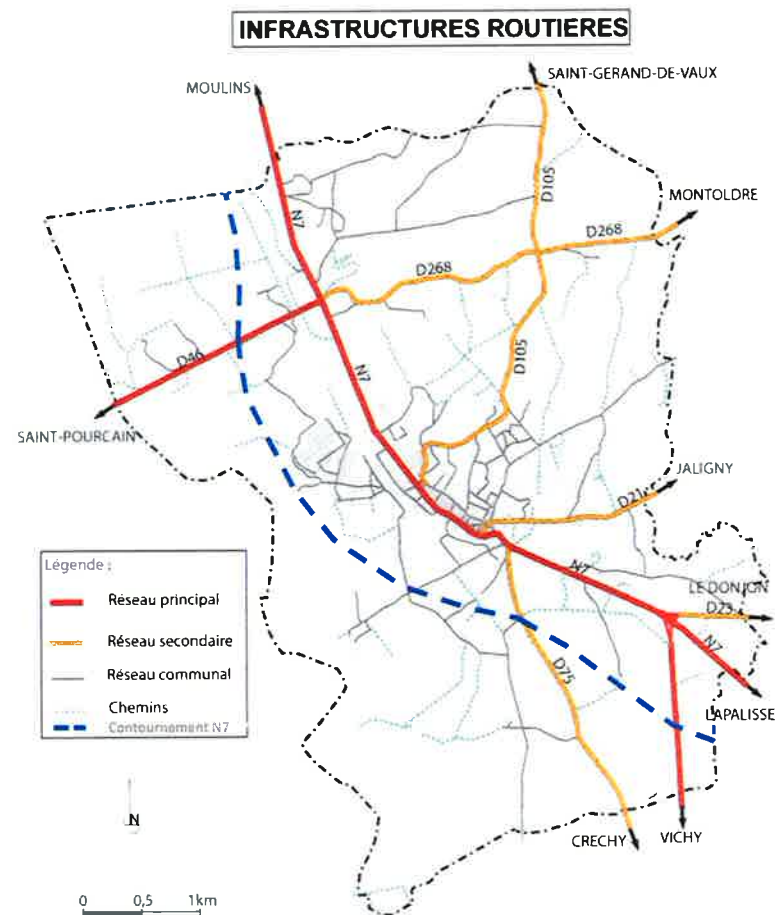 INFRASTRUCTURES ROUTIERES
SAINT-GERAND-DE-VAUX
MOULINS
D105
MONTOLDRE
N7
D268
D268
D46
N7
D105
SAINT-POURCAIN
JALIGNY
D21
N7
LE DONJON
D23
N7
Légende :
Réseau principal
Réseau secondaire
Réseau communal
Chemins
Contournement N7
D75
LAPALISSE
N
CRECHY
VICHY
0 0,5 1km